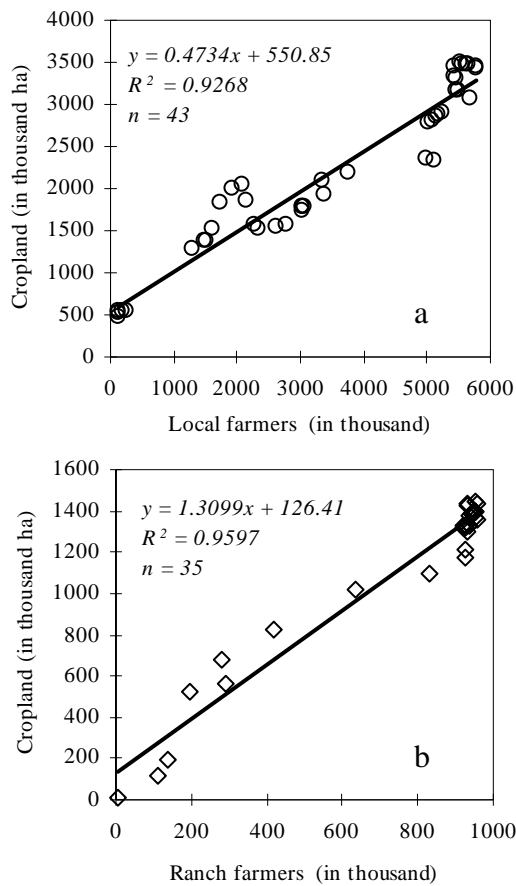 4000
3500
3000
2500
2000
1500
1000
500
0
Cropland (in thousand ha)
y = 0.4734x + 550.85
R² = 0.9268
n = 43
a
0 1000 2000 3000 4000 5000 6000
Local farmers (in thousand)
1600
1400
1200
1000
800
600
400
200
0
Cropland (in thousand ha)
y = 1.3099x + 126.41
R² = 0.9597
n = 35
b
0 200 400 600 800 1000
Ranch farmers (in thousand)